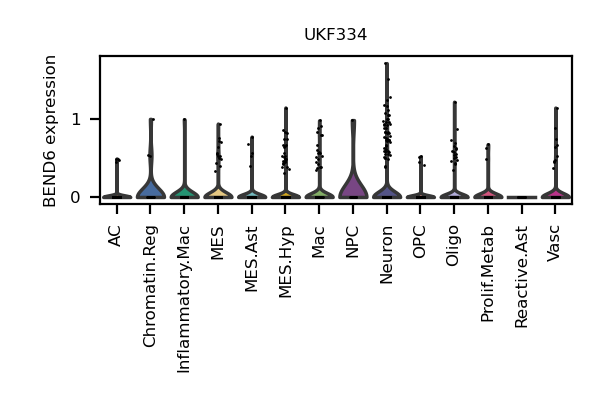 UKF334
BEND6 expression
1
0
AC
Chromatin.Reg
Inflammatory.Mac
MES
MES.Ast
MES.Hyp
Mac
NPC
Neuron
OPC
Oligo
Prolif.Metab
Reactive.Ast
Vasc